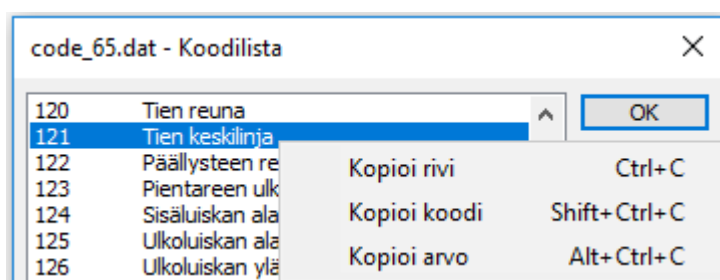 code_65.dat - Koodilista
120 Tien reuna
OK
121 Tien keskilinja
122 Päällysteen re
Kopioi rivi Ctrl+C
123 Pientareen ulk
124 Sisäluiskan ala
Kopioi koodi Shift+Ctrl+C
125 Ulkoluiskan ala
Kopioi arvo Alt+Ctrl+C
126 Ulkoluiskan ylä